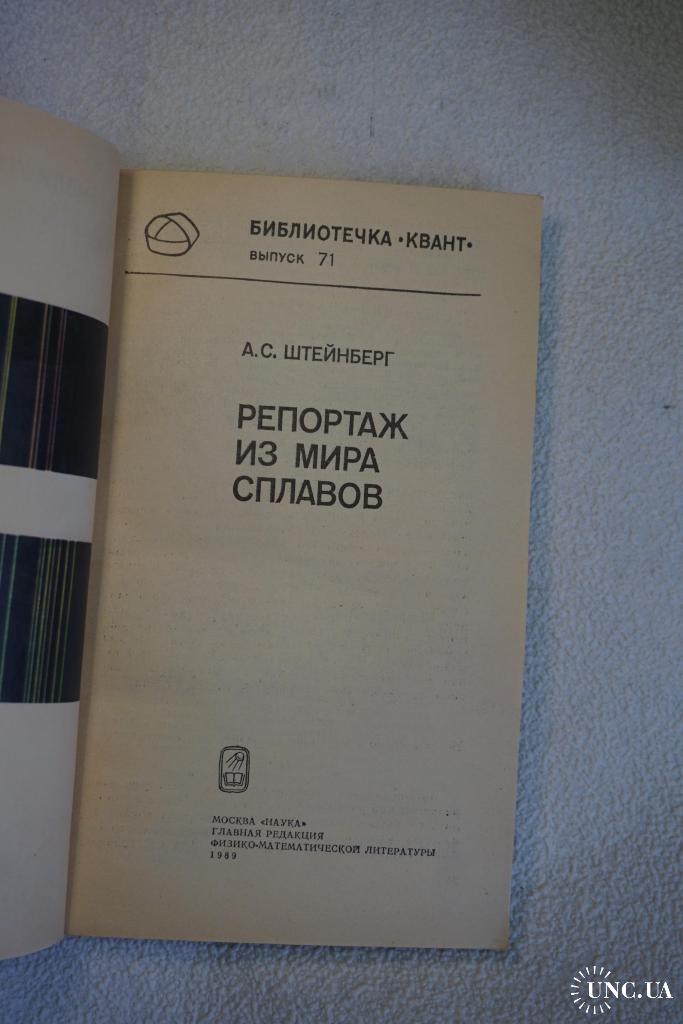 БИБЛИОТЕЧКА •КВАНТ•
ВЫПУСК 71
А.С. ШТЕЙНБЕРГ
РЕПОРТАЖ
ИЗ МИРА
СПЛАВОВ
МОСКВА «НАУКА»
ГЛАВНАЯ РЕДАКЦИЯ
ФИЗИКО-МАТЕМАТИЧЕСКОЙ ЛИТЕРАТУРЫ
1989
UNC.UA